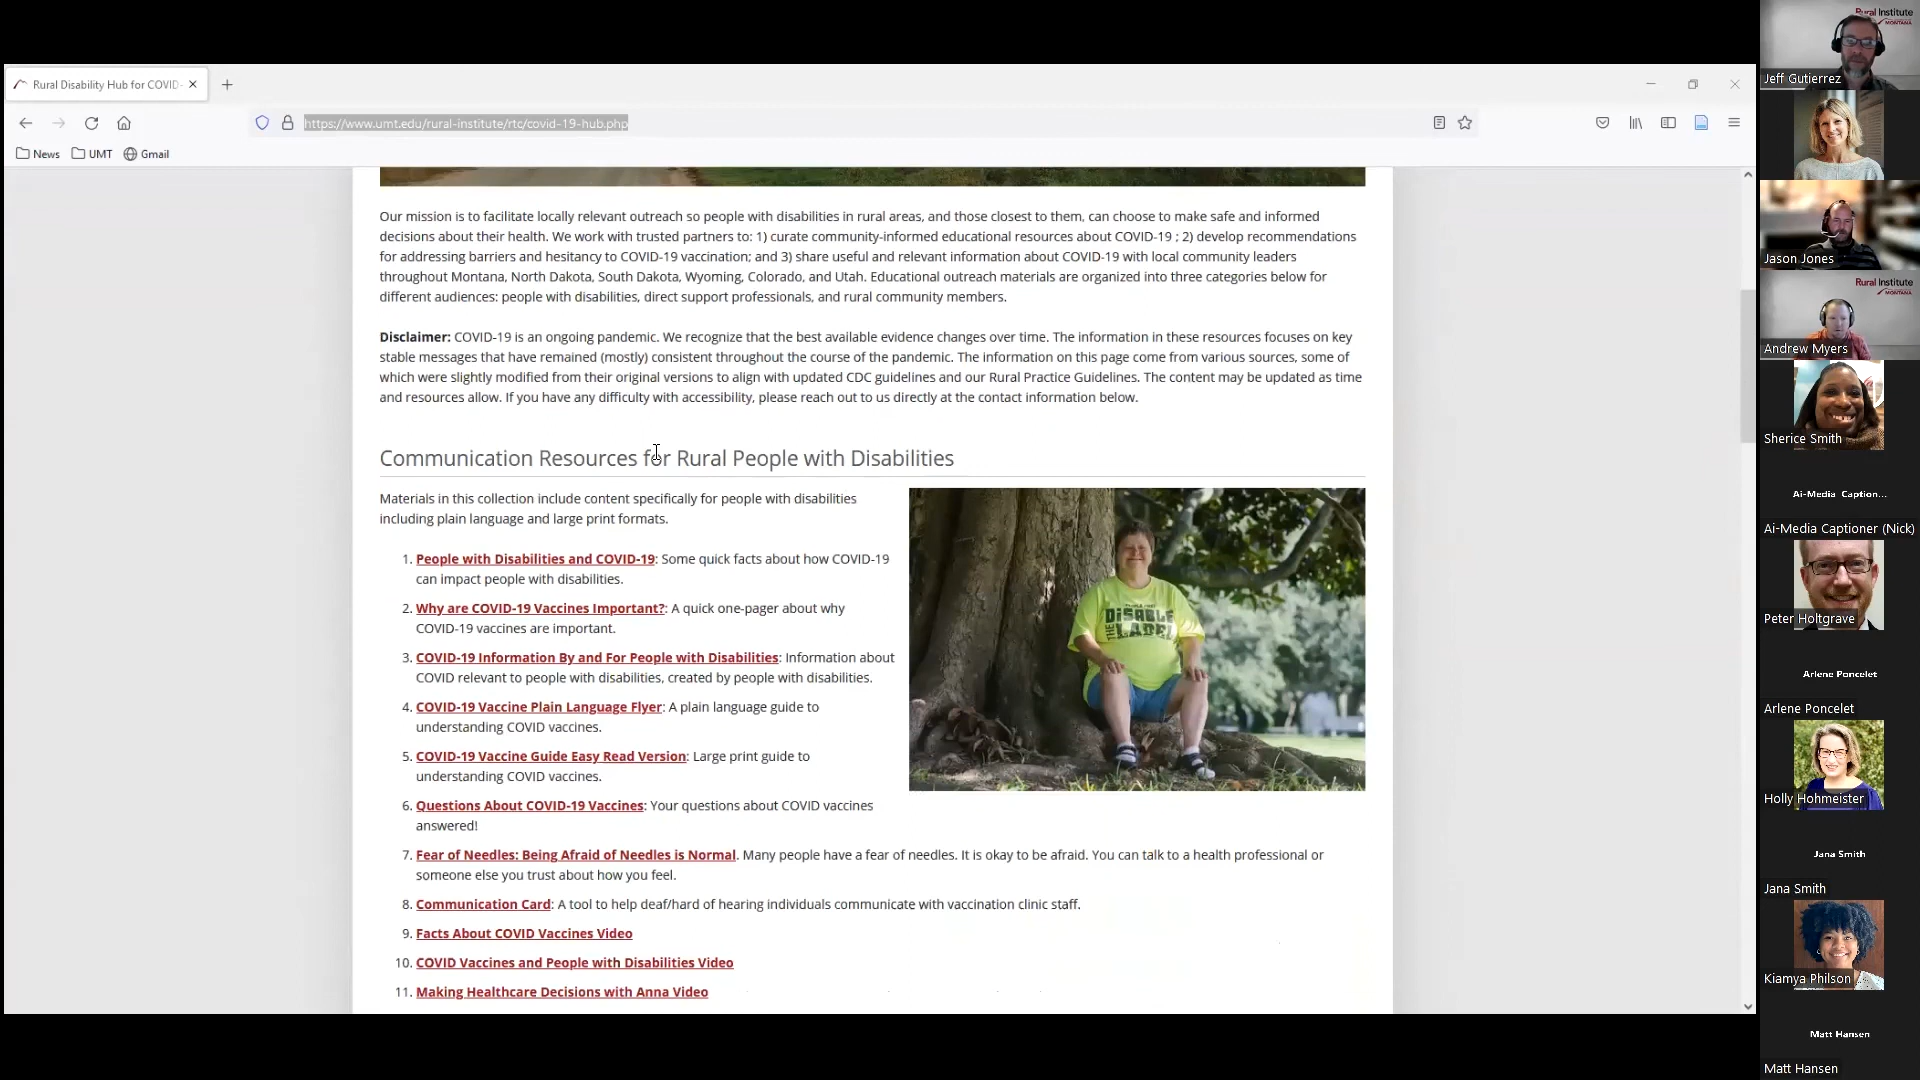 Rural Disability Hub for COVID-
https://www.umt.edu/rural-institute/rtc/covid-19-hub.php
News UMT Gmail
Our mission is to facilitate locally relevant outreach so people with disabilities in rural areas, and those closest to them, can choose to make safe and informed
decisions about their health. We work with trusted partners to: 1) curate community-informed educational resources about COVID-19 ; 2) develop recommendations
for addressing barriers and hesitancy to COVID-19 vaccination; and 3) share useful and relevant information about COVID-19 with local community leaders
throughout Montana, North Dakota, South Dakota, Wyoming, Colorado, and Utah. Educational outreach materials are organized into three categories below for
different audiences: people with disabilities, direct support professionals, and rural community members.
Disclaimer: COVID-19 is an ongoing pandemic. We recognize that the best available evidence changes over time. The information in these resources focuses on key
stable messages that have remained (mostly) consistent throughout the course of the pandemic. The information on this page come from various sources, some of
which were slightly modified from their original versions to align with updated CDC guidelines and our Rural Practice Guidelines. The content may be updated as time
and resources allow. If you have any difficulty with accessibility, please reach out to us directly at the contact information below.
Communication Resources for Rural People with Disabilities
Materials in this collection include content specifically for people with disabilities
including plain language and large print formats.
1. People with Disabilities and COVID-19: Some quick facts about how COVID-19
can impact people with disabilities.
2. Why are COVID-19 Vaccines Important?: A quick one-pager about why
COVID-19 vaccines are important.
3. COVID-19 Information By and For People with Disabilities: Information about
COVID relevant to people with disabilities, created by people with disabilities.
4. COVID-19 Vaccine Plain Language Flyer: A plain language guide to
understanding COVID vaccines.
5. COVID-19 Vaccine Guide Easy Read Version: Large print guide to
understanding COVID vaccines.
6. Questions About COVID-19 Vaccines: Your questions about COVID vaccines
answered!
7. Fear of Needles: Being Afraid of Needles is Normal. Many people have a fear of needles. It is okay to be afraid. You can talk to a health professional or
someone else you trust about how you feel.
8. Communication Card: A tool to help deaf/hard of hearing individuals communicate with vaccination clinic staff.
9. Facts About COVID Vaccines Video
10. COVID Vaccines and People with Disabilities Video
11. Making Healthcare Decisions with Anna Video
DISABLE
THE
LABEL
Rural Institute
MONTANA
Jeff Gutierrez
Jason Jones
Rural Institute
MONTANA
Andrew Myers
Sherice Smith
Ai-Media Caption...
Ai-Media Captioner (Nick)
Peter Holtgrave
Arlene Poncelet
Arlene Poncelet
Holly Hohmeister
Jana Smith
Jana Smith
Kiamya Philson
Matt Hansen
Matt Hansen